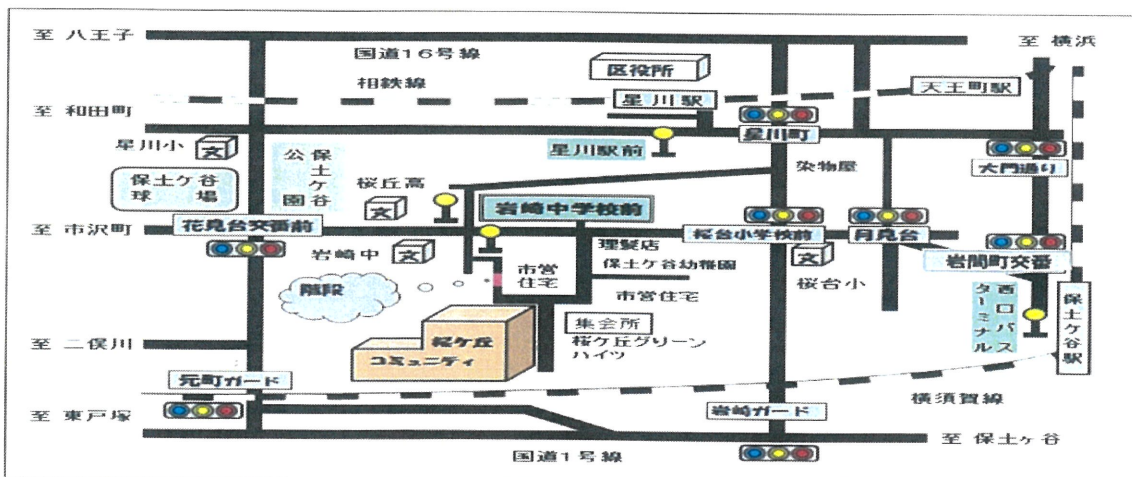 至 八王子
国道16号線
至 横浜
区役所
相鉄線
天王町駅
星川駅
至 和田町
星川町
星川小
星川駅前
大門通り
保土ケ谷
公園
桜丘高
染物屋
保土ケ谷
球場
岩崎中学校前
至 市沢町
花見台交番前
桜台小学校前
月見台
理髪店
岩間町交番
岩崎中
市営
住宅
保土ケ谷幼稚園
桜台小
階段
市営住宅
西口バス
ターミナル
保土ケ谷駅
集会所
桜ケ丘
コミュニティ
桜ケ丘グリーン
ハイツ
至 二俣川
元町ガード
横須賀線
岩崎ガード
至 東戸塚
至 保土ヶ谷
国道1号線
文
文
文
文